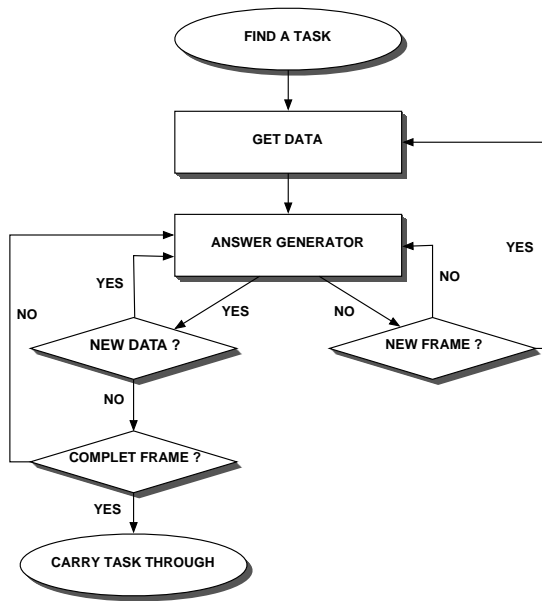 FIND A TASK
GET DATA
ANSWER GENERATOR
YES
YES
NO
YES
NO
NO
NEW DATA ?
NEW FRAME ?
NO
COMPLET FRAME ?
YES
CARRY TASK THROUGH